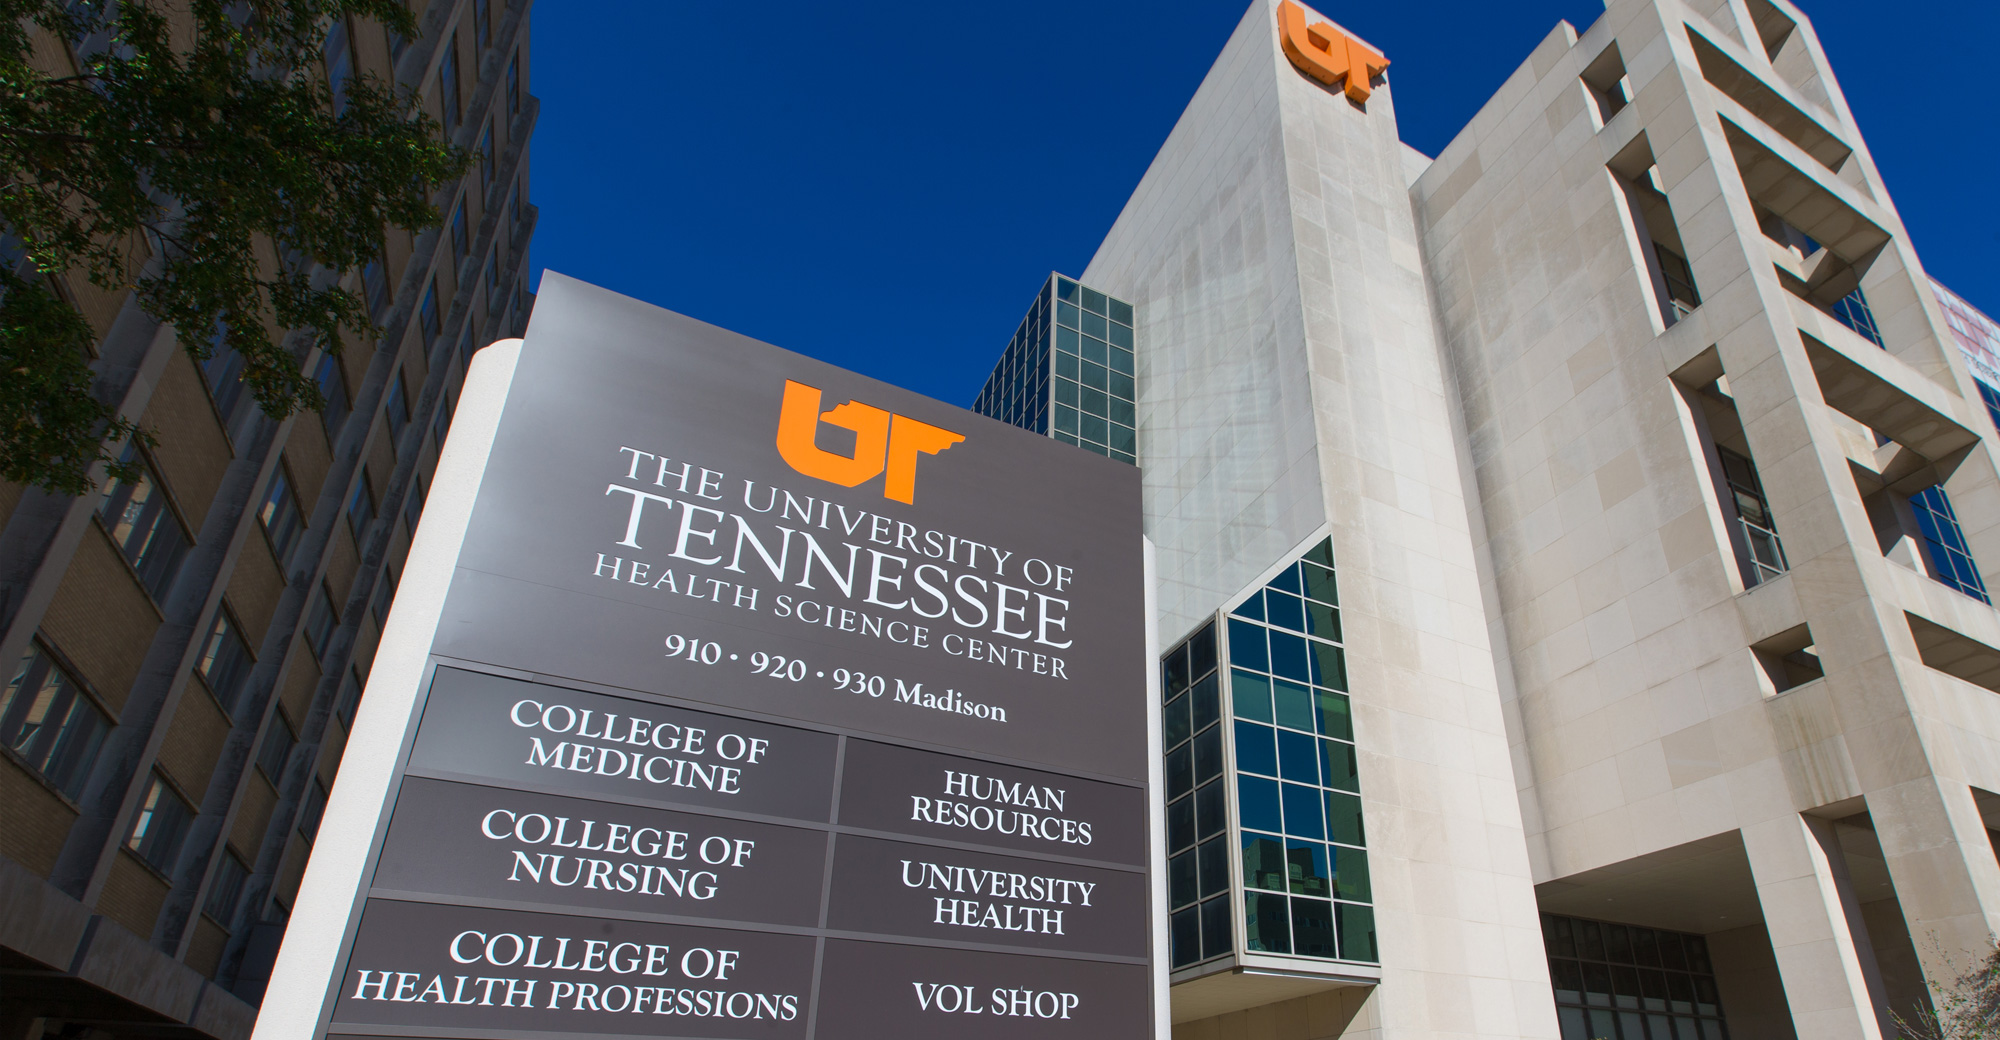 UT
UT
THE UNIVERSITY OF
TENNESSEE
HEALTH SCIENCE CENTER
910 • 920 • 930 Madison
COLLEGE OF
MEDICINE
HUMAN
RESOURCES
COLLEGE OF
NURSING
UNIVERSITY
HEALTH
COLLEGE OF
HEALTH PROFESSIONS
VOL SHOP